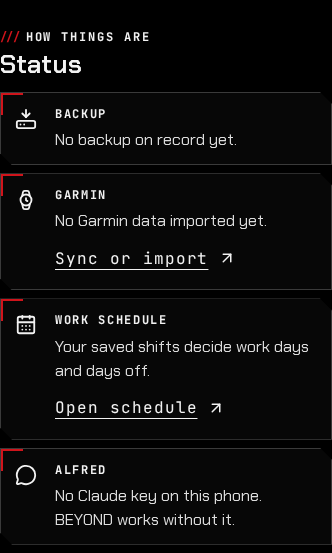 /// HOW THINGS ARE
Status
BACKUP
No backup on record yet.
GARMIN
No Garmin data imported yet.
Sync or import
WORK SCHEDULE
Your saved shifts decide work days
and days off.
Open schedule
ALFRED
No Claude key on this phone.
BEYOND works without it.